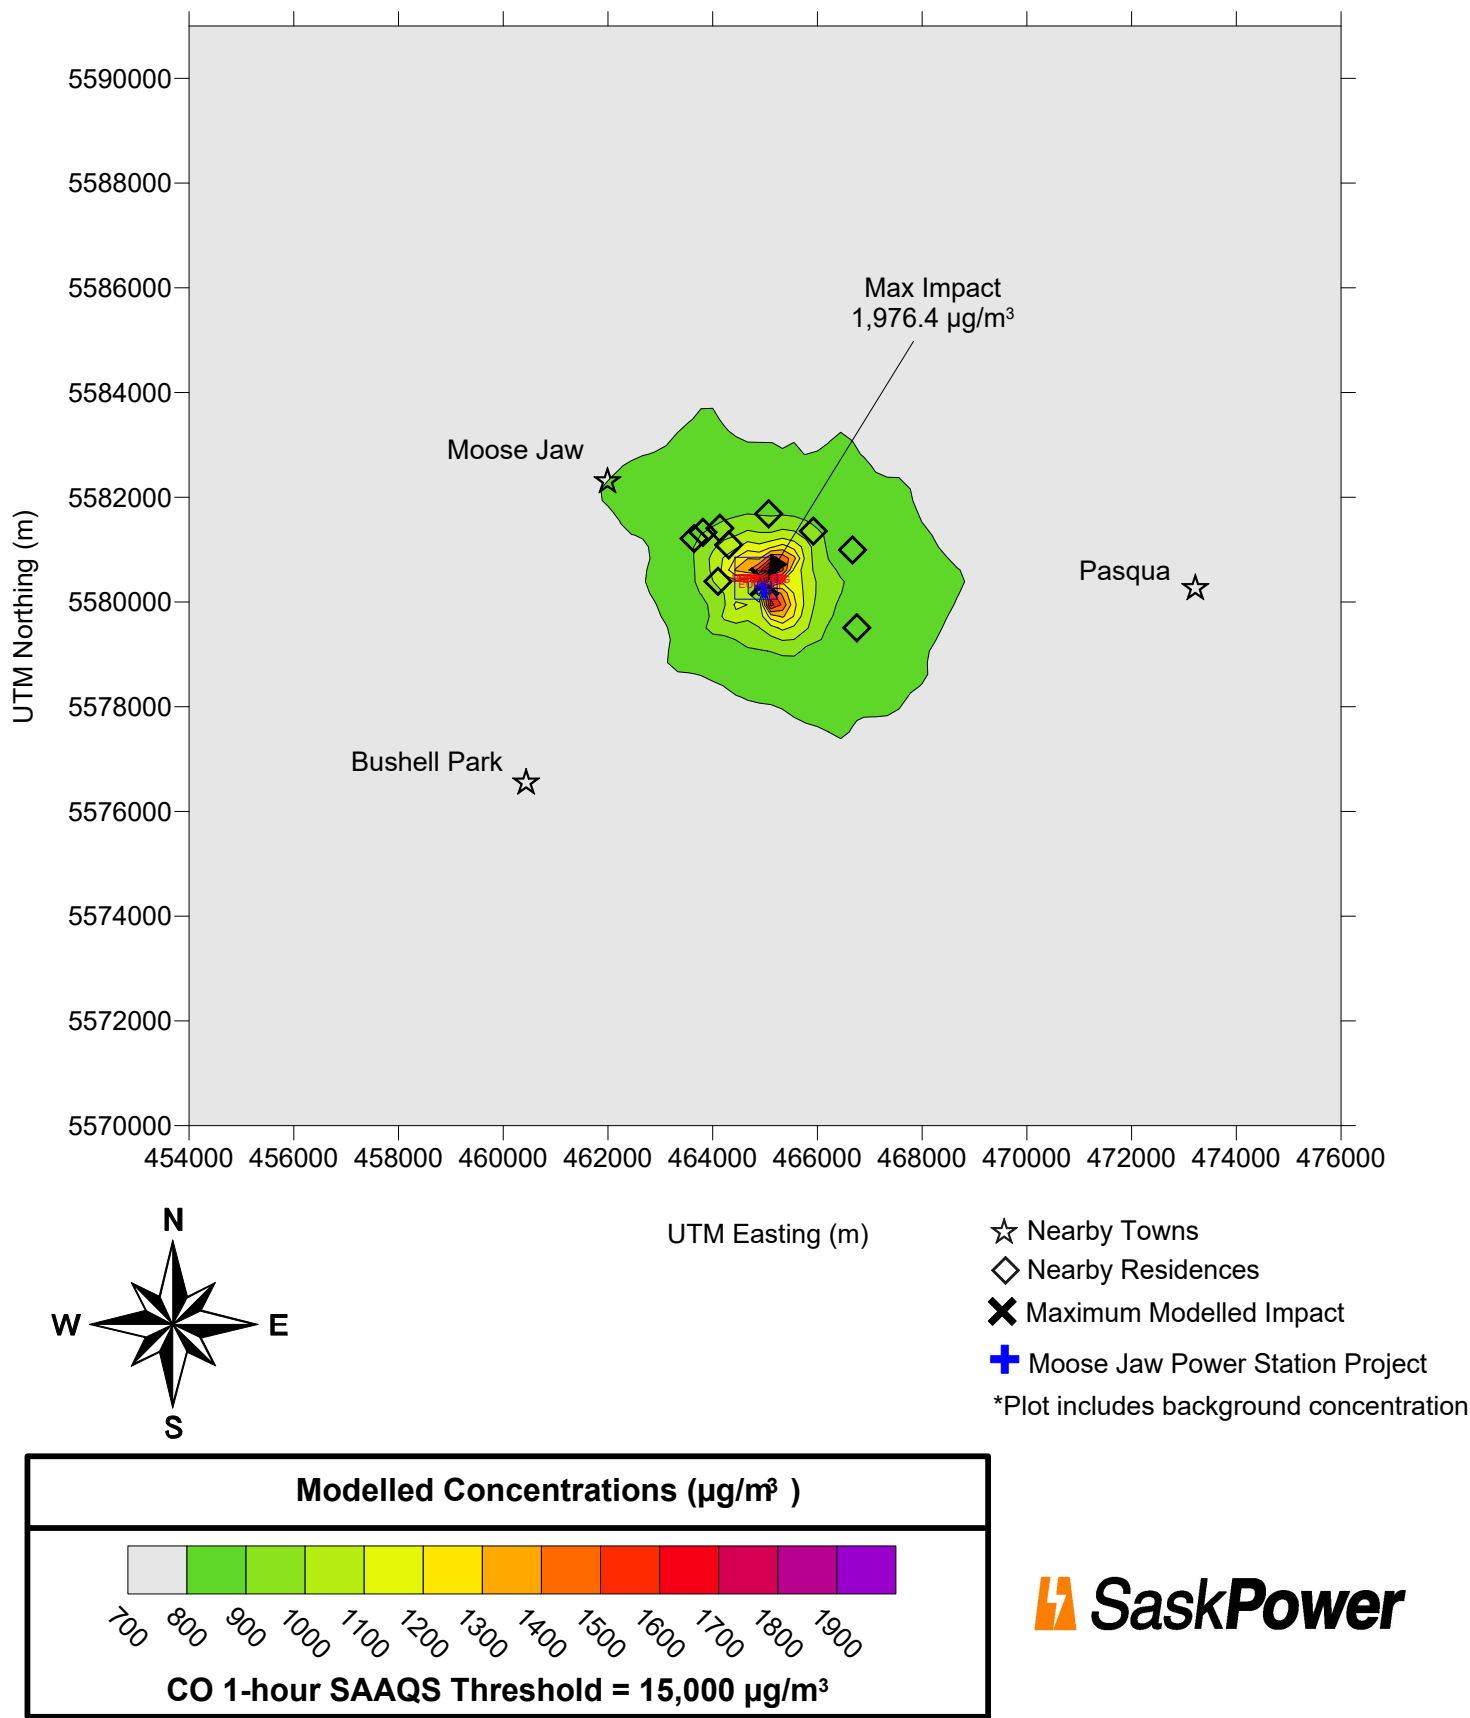 5590000
5588000
5586000
5584000
5582000
5580000
5578000
5576000
5574000
5572000
5570000
UTM Northing (m)
Max Impact
1,976.4 µg/m³
Moose Jaw
Pasqua
Bushell Park
454000 456000 458000 460000 462000 464000 466000 468000 470000 472000 474000 476000
UTM Easting (m)
N
W E
S
Nearby Towns
Nearby Residences
Maximum Modelled Impact
Moose Jaw Power Station Project
*Plot includes background concentration
Modelled Concentrations (µg/m³ )
700 800 900 1000 1100 1200 1300 1400 1500 1600 1700 1800 1900
CO 1-hour SAAQS Threshold = 15,000 µg/m³
SaskPower